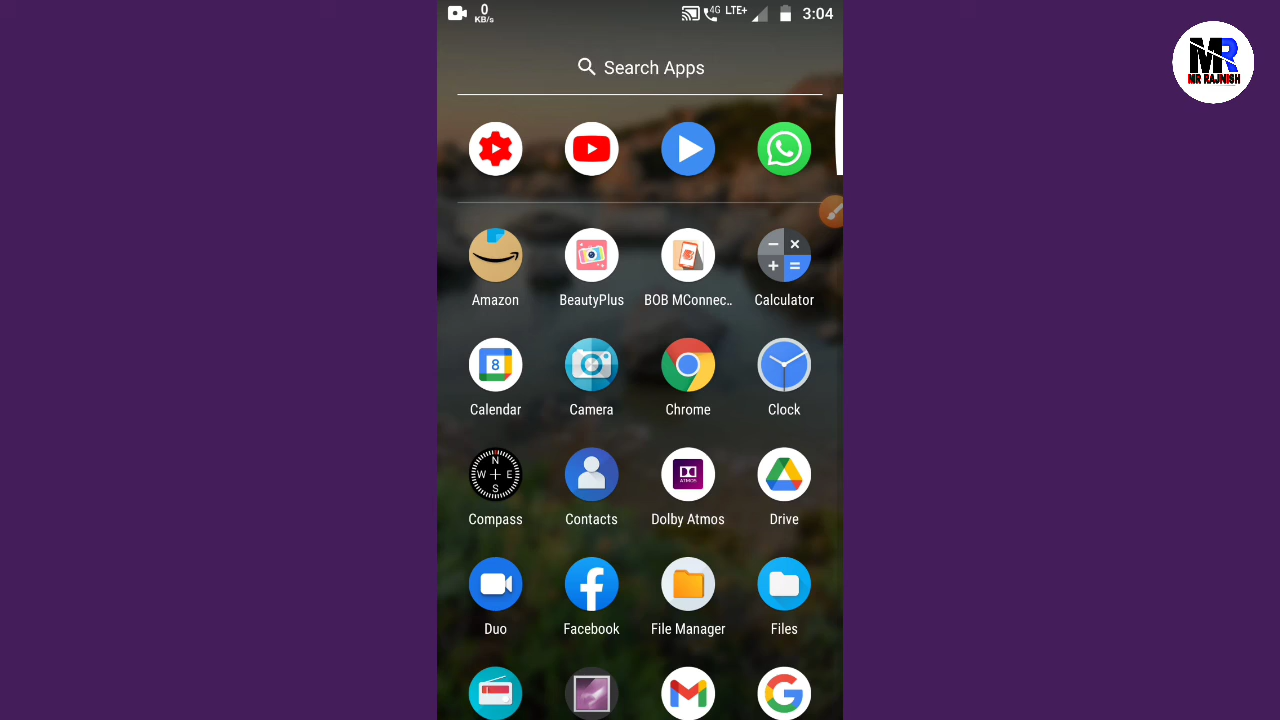 0
KB/s
4G
LTE+
3:04
MR
MR RAJNISH
Search Apps
Amazon
BeautyPlus
BOB MConnec..
Calculator
8
Calendar
Camera
Chrome
Clock
N
W E
S
Compass
Contacts
ATMOS
Dolby Atmos
Drive
Duo
Facebook
File Manager
Files